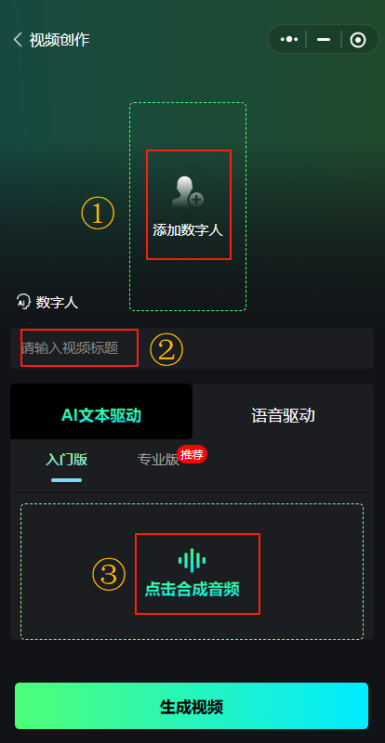 视频创作
①
添加数字人
AI 数字人
请输入视频标题 ②
AI文本驱动 语音驱动
入门版 专业版 推荐
③
点击合成音频
生成视频